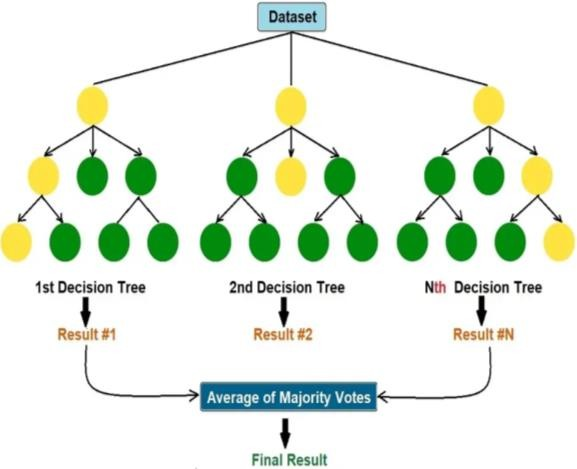 Dataset
1st Decision Tree
2nd Decision Tree
Nth Decision Tree
Result #1
Result #2
Result #N
Average of Majority Votes
Final Result